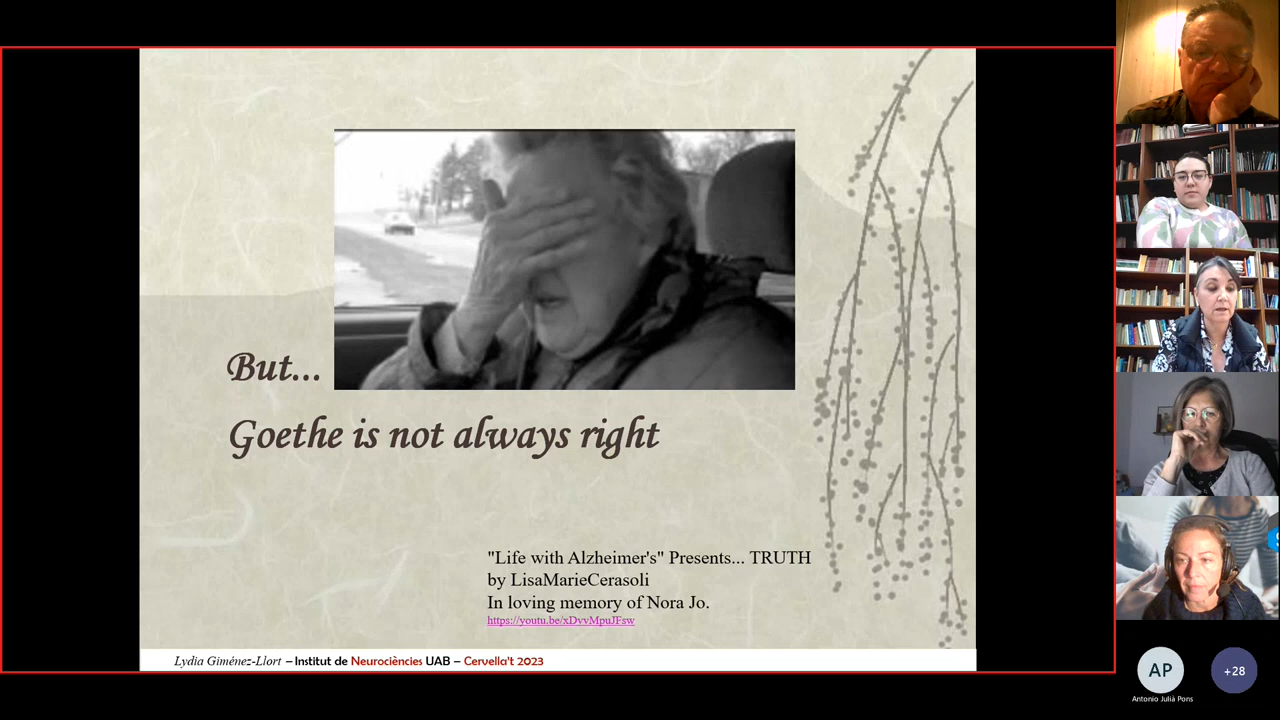 But...
Goethe is not always right
"Life with Alzheimer's" Presents... TRUTH
by LisaMarieCerasoli
In loving memory of Nora Jo.
https://youtu.be/xDvvMpuJFsw
Lydia Giménez-Llort – Institut de Neurociències UAB – Cervella't 2023
AP
+28
Antonio Julià Pons